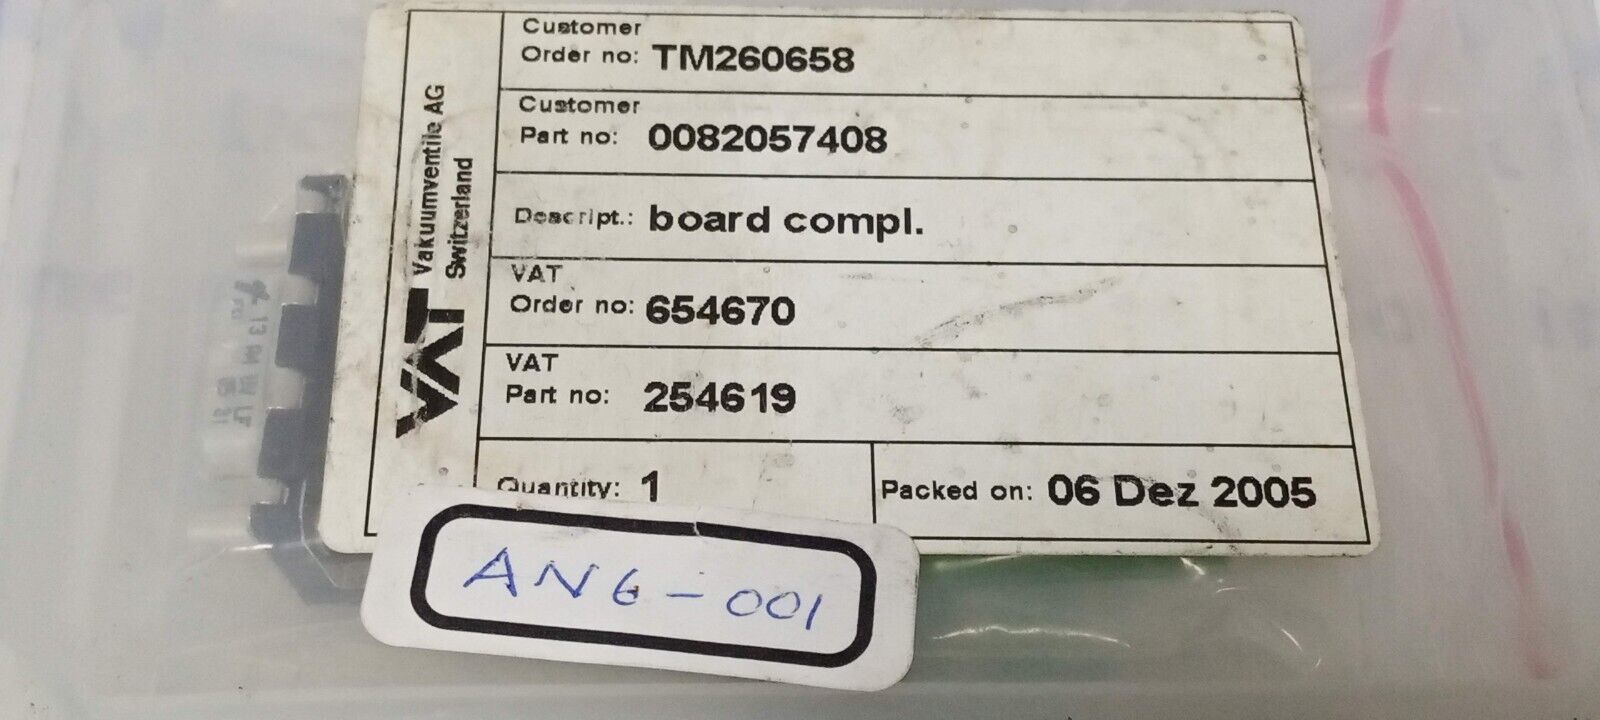 VAT
Vakuumventile AG
Switzerland
Customer
Order no: TM260658
Customer
Part no: 0082057408
Descript.: board compl.
VAT
Order no: 654670
VAT
Part no: 254619
Quantity: 1
Packed on: 06 Dez 2005
AN6-001